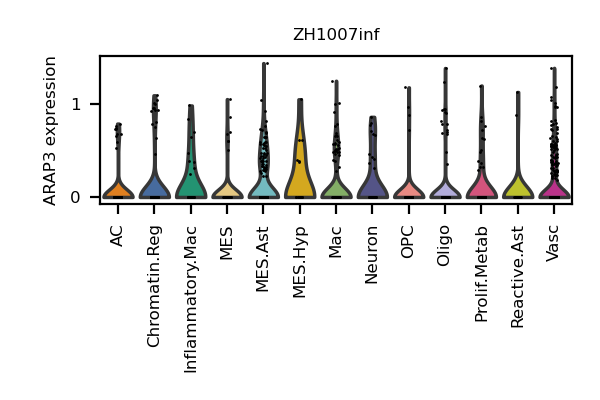 ZH1007inf
ARAP3 expression
1
0
AC
Chromatin.Reg
Inflammatory.Mac
MES
MES.Ast
MES.Hyp
Mac
Neuron
OPC
Oligo
Prolif.Metab
Reactive.Ast
Vasc